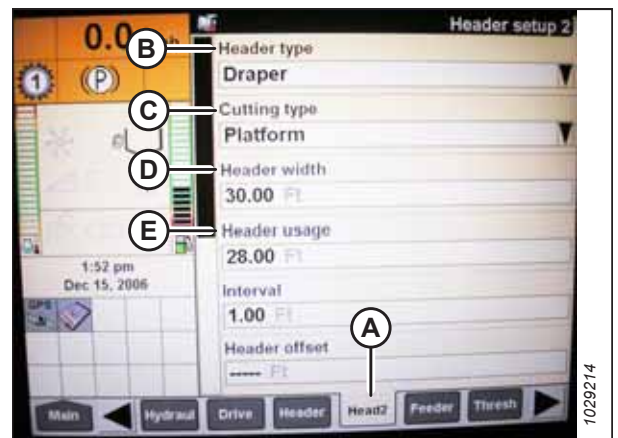 0.0
Header setup 2
B
Header type
1
(P)
Draper
C
Cutting type
Platform
D
Header width
30.00 Ft
E
Header usage
28.00 Ft
1:52 pm
Dec 15, 2006
Interval
1.00 Ft
GPS
A
Header offset
----- Ft
Main
Hydraul
Drive
Header
Head2
Feeder
Thresh
1029214